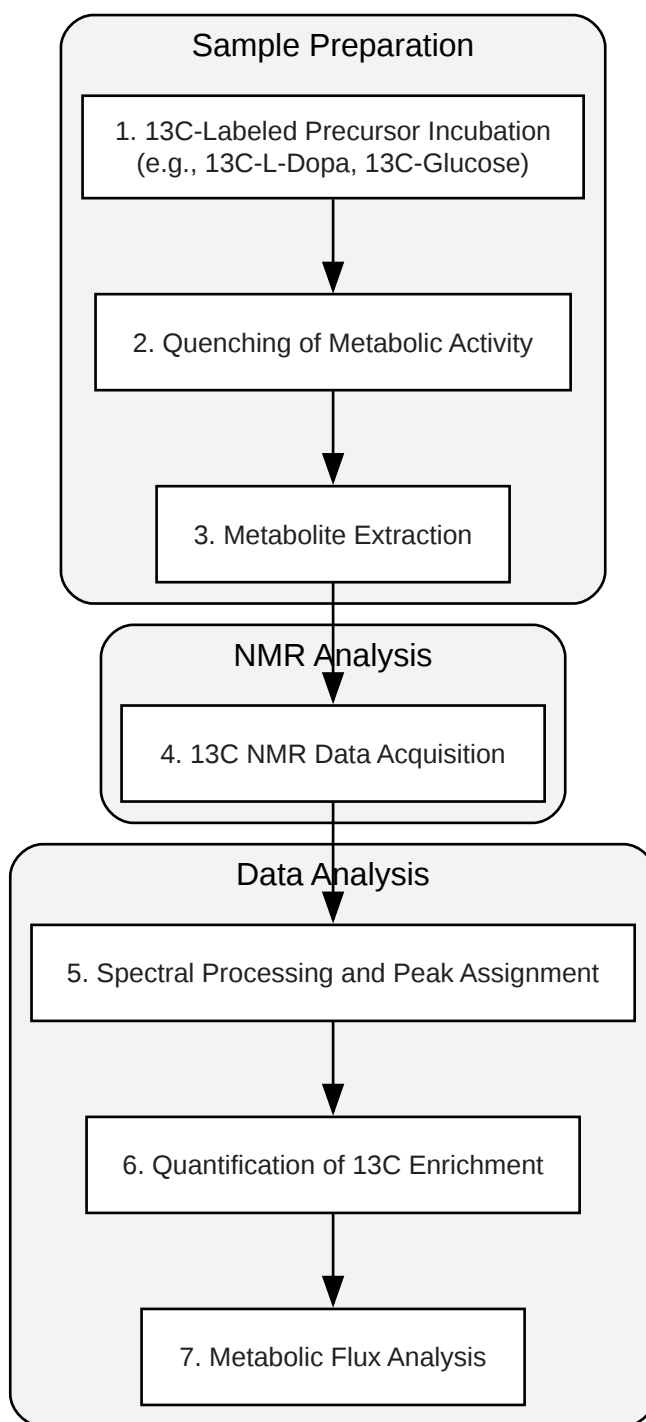 Sample Preparation
1. 13C-Labeled Precursor Incubation
(e.g., 13C-L-Dopa, 13C-Glucose)
2. Quenching of Metabolic Activity
3. Metabolite Extraction
NMR Analysis
4. 13C NMR Data Acquisition
Data Analysis
5. Spectral Processing and Peak Assignment
6. Quantification of 13C Enrichment
7. Metabolic Flux Analysis